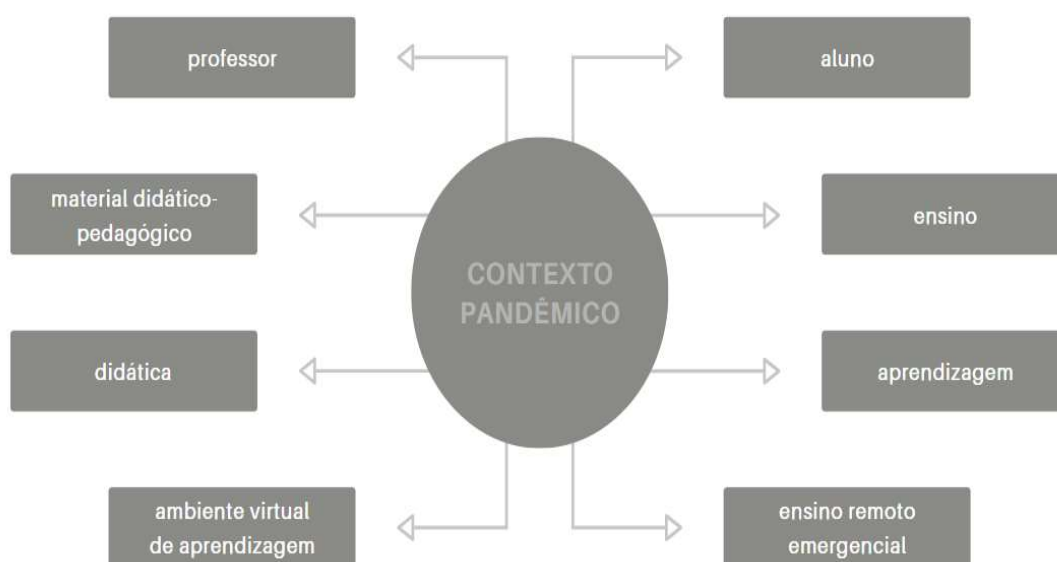 professor
aluno
material didático-
pedagógico
ensino
CONTEXTO
PANDÊMICO
didática
aprendizagem
ambiente virtual
de aprendizagem
ensino remoto
emergencial